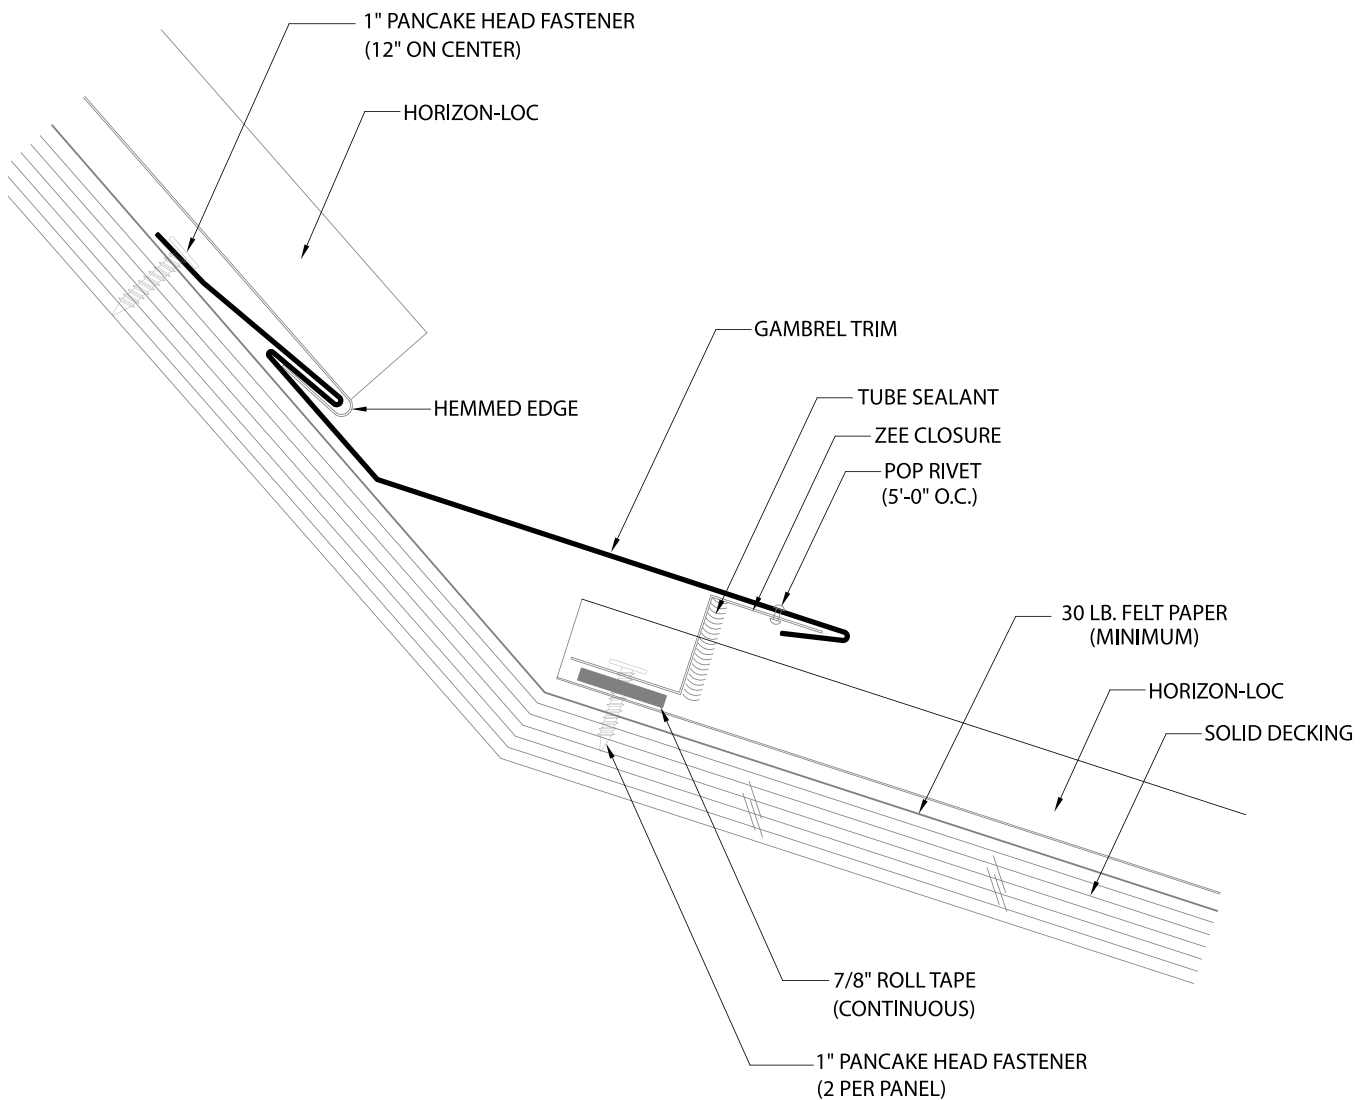 1" PANCAKE HEAD FASTENER
(12" ON CENTER)
HORIZON-LOC
GAMBREL TRIM
TUBE SEALANT
HEMMED EDGE
ZEE CLOSURE
POP RIVET
(5'-0" O.C.)
30 LB. FELT PAPER
(MINIMUM)
HORIZON-LOC
SOLID DECKING
7/8" ROLL TAPE
(CONTINUOUS)
1" PANCAKE HEAD FASTENER
(2 PER PANEL)